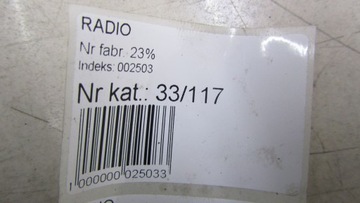 RADIO
Nr fabr. 23%
Indeks: 002503
Nr kat.: 33/117
1 000000 025033